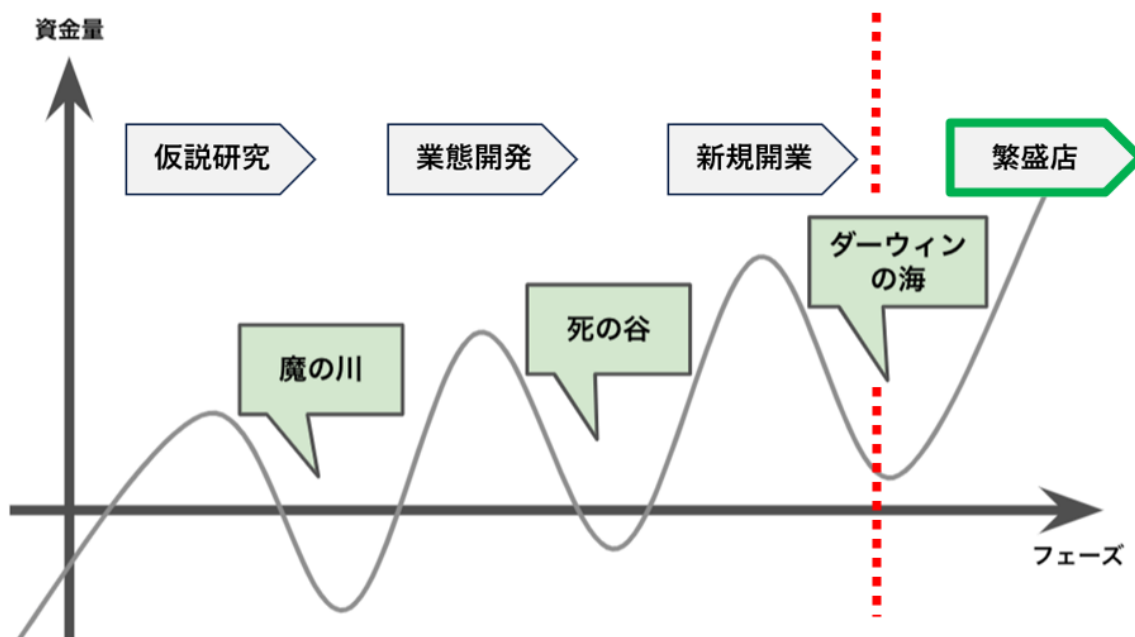 資金量
仮説研究
業態開発
新規開業
繁盛店
ダーウィン
の海
死の谷
魔の川
フェーズ